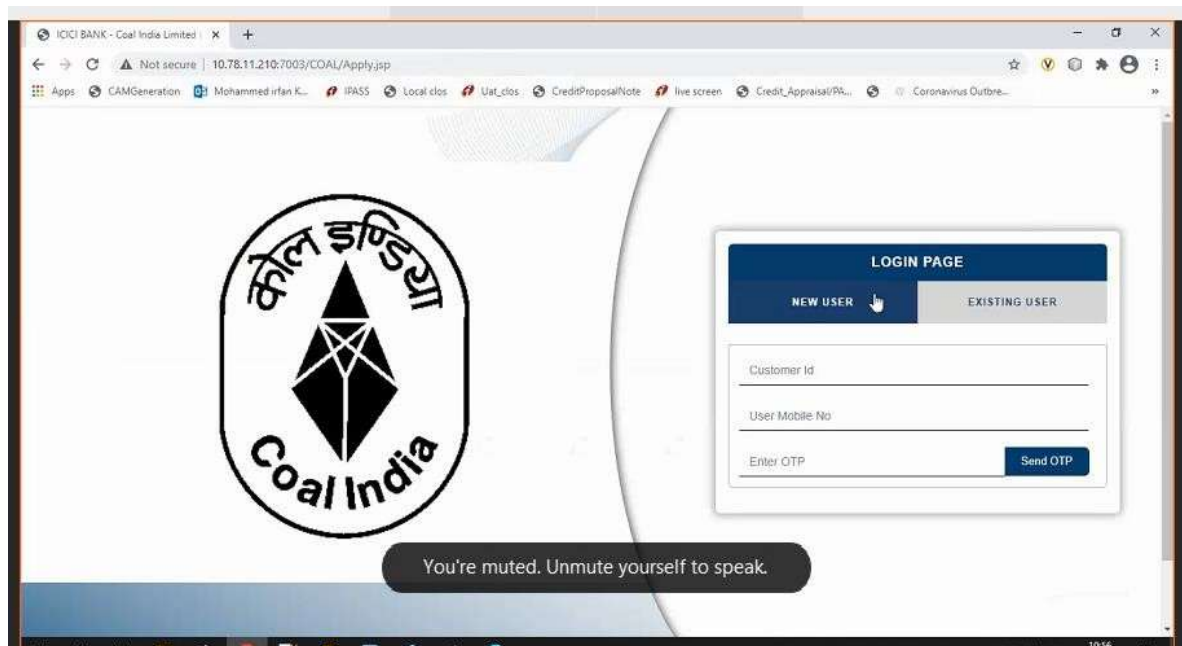 ICICI BANK - Coal India Limited
Not secure | 10.78.11.210:7003/COAL/Apply.jsp
Apps CAMGeneration Mohammed irfan K... IPASS Local clos Uat_clos CreditProposalNote live screen Credit_Appraisal/PA... Coronavirus Outbre... »
कोल इण्डिया
Coal India
LOGIN PAGE
NEW USER EXISTING USER
Customer Id
User Mobile No
Enter OTP Send OTP
You're muted. Unmute yourself to speak.
10:56